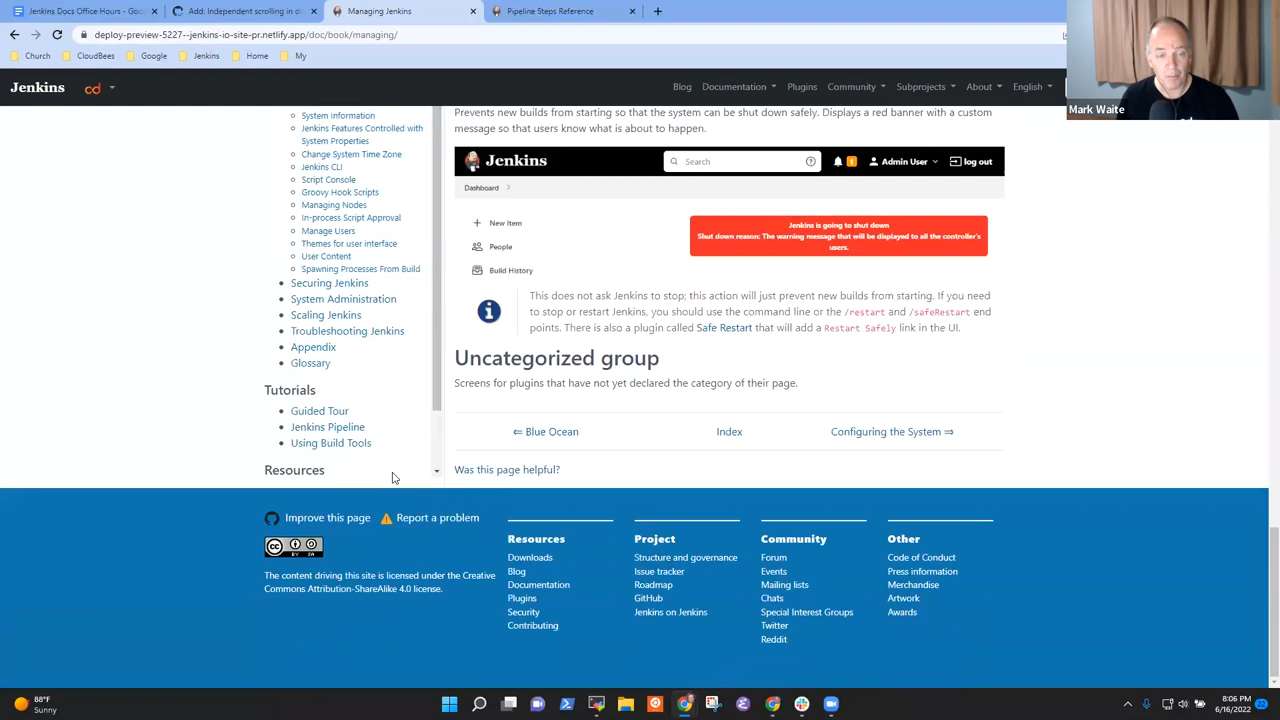 Jenkins Docs Office Hours - Go
Add: Independent scrolling in d
Managing Jenkins
Pipeline Steps Reference
deploy-preview-5227--jenkins-io-site-pr.netlify.app/doc/book/managing/
Church
CloudBees
Google
Jenkins
Home
My
Mark Waite
Jenkins
cd
Blog
Documentation
Plugins
Community
Subprojects
About
English
System Information
Jenkins Features Controlled with
System Properties
Change System Time Zone
Jenkins CLI
Script Console
Groovy Hook Scripts
Managing Nodes
In-process Script Approval
Manage Users
Themes for user interface
User Content
Spawning Processes From Build
Securing Jenkins
System Administration
Scaling Jenkins
Troubleshooting Jenkins
Appendix
Glossary
Tutorials
Guided Tour
Jenkins Pipeline
Using Build Tools
Resources
Prevents new builds from starting so that the system can be shut down safely. Displays a red banner with a custom
message so that users know what is about to happen.
Jenkins
Search
1
Admin User
log out
Dashboard
New Item
People
Build History
Jenkins is going to shut down
Shut down reason: The warning message that will be displayed to all the controller's
users.
This does not ask Jenkins to stop; this action will just prevent new builds from starting. If you need
to stop or restart Jenkins, you should use the command line or the /restart and /safeRestart end
points. There is also a plugin called Safe Restart that will add a Restart Safely link in the UI.
Uncategorized group
Screens for plugins that have not yet declared the category of their page.
⇐ Blue Ocean
Index
Configuring the System ⇒
Was this page helpful?
Improve this page
Report a problem
cc
BY SA
The content driving this site is licensed under the Creative
Commons Attribution-ShareAlike 4.0 license.
Resources
Downloads
Blog
Documentation
Plugins
Security
Contributing
Project
Structure and governance
Issue tracker
Roadmap
GitHub
Jenkins on Jenkins
Community
Forum
Events
Mailing lists
Chats
Special Interest Groups
Twitter
Reddit
Other
Code of Conduct
Press information
Merchandise
Artwork
Awards
88°F
Sunny
8:06 PM
6/16/2022